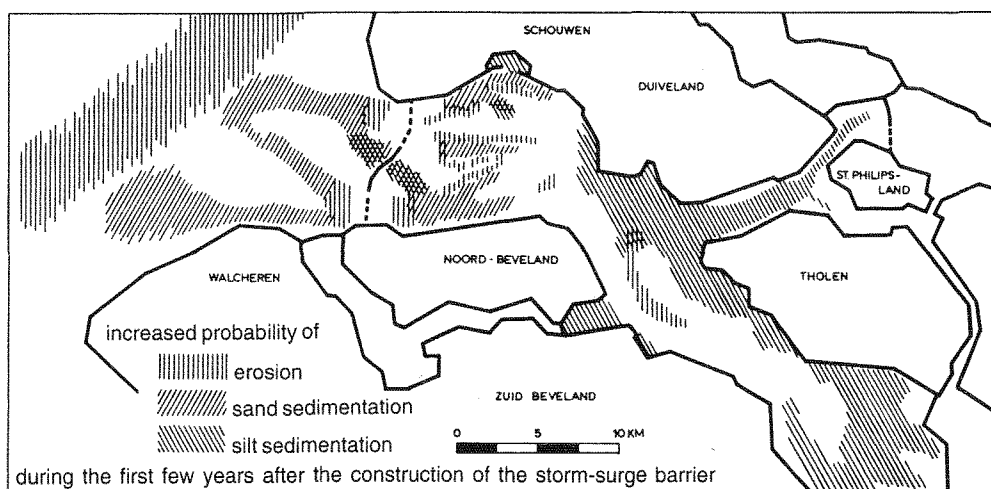 SCHOUWEN
DUIVELAND
ST. PHILIPS-
LAND
NOORD-BEVELAND
WALCHEREN
THOLEN
increased probability of
erosion
sand sedimentation
silt sedimentation
ZUID BEVELAND
0 5 10 KM
during the first few years after the construction of the storm-surge barrier